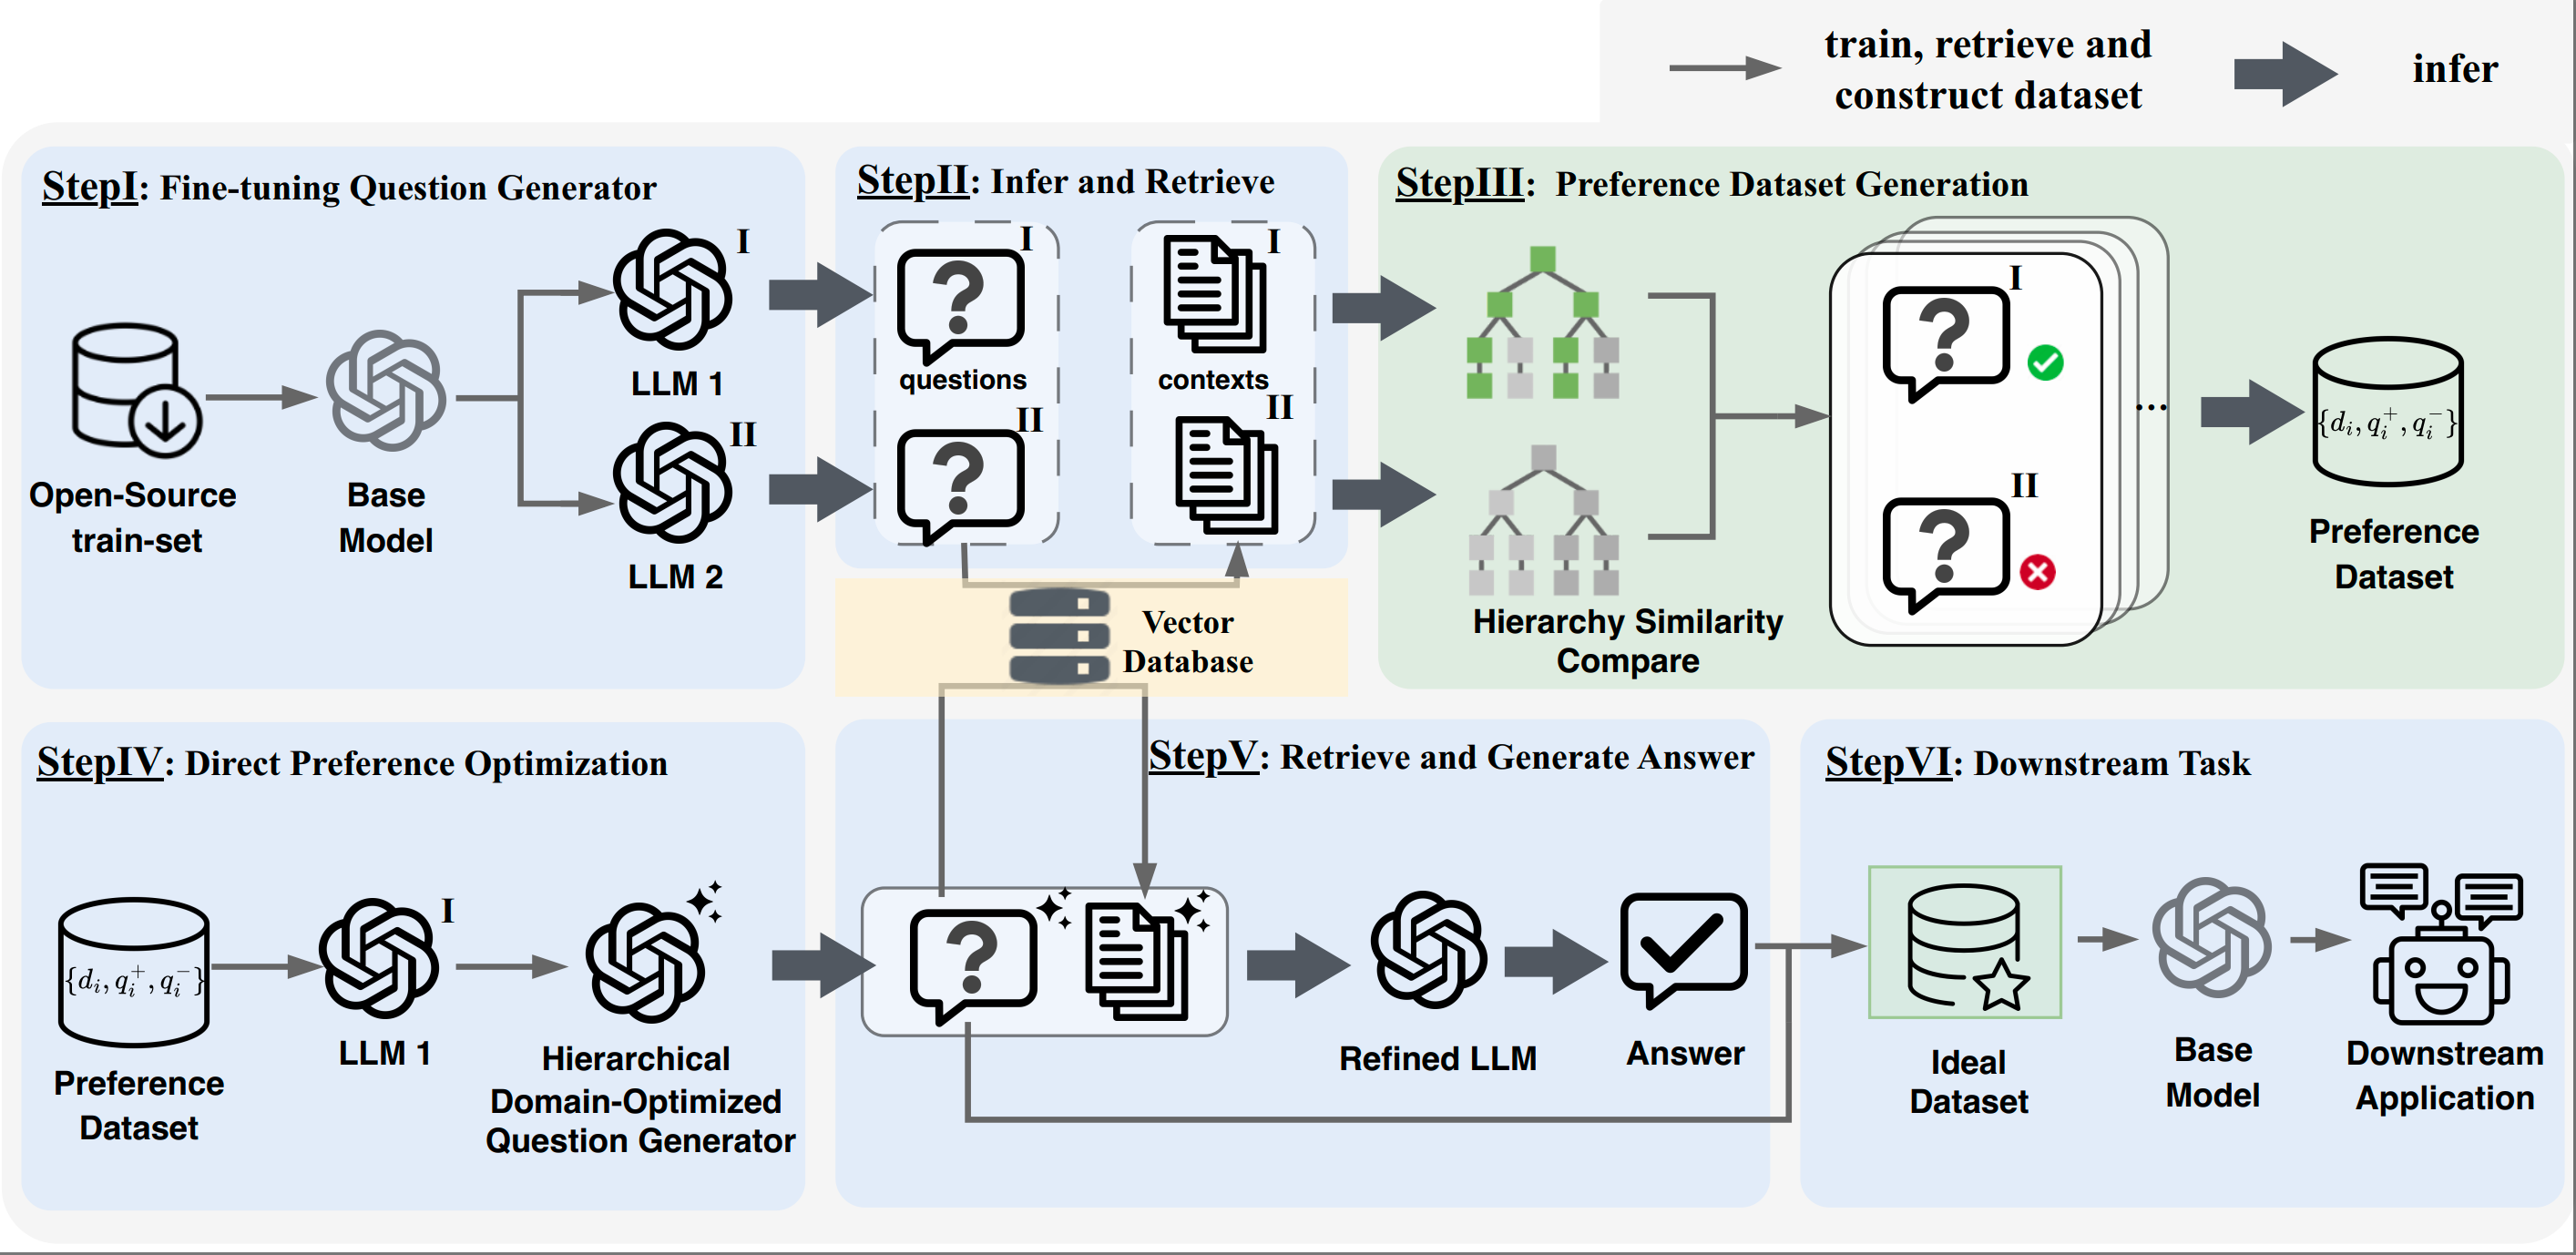 train, retrieve and
construct dataset
infer
StepI: Fine-tuning Question Generator
I
LLM 1
II
LLM 2
Open-Source
train-set
Base
Model
StepII: Infer and Retrieve
I
questions
II
I
contexts
II
Vector
Database
StepIII: Preference Dataset Generation
Hierarchy Similarity
Compare
I
II
...
{d_i, q_i^+, q_i^-}
Preference
Dataset
StepIV: Direct Preference Optimization
{d_i, q_i^+, q_i^-}
Preference
Dataset
I
LLM 1
Hierarchical
Domain-Optimized
Question Generator
StepV: Retrieve and Generate Answer
Refined LLM
Answer
StepVI: Downstream Task
Ideal
Dataset
Base
Model
Downstream
Application